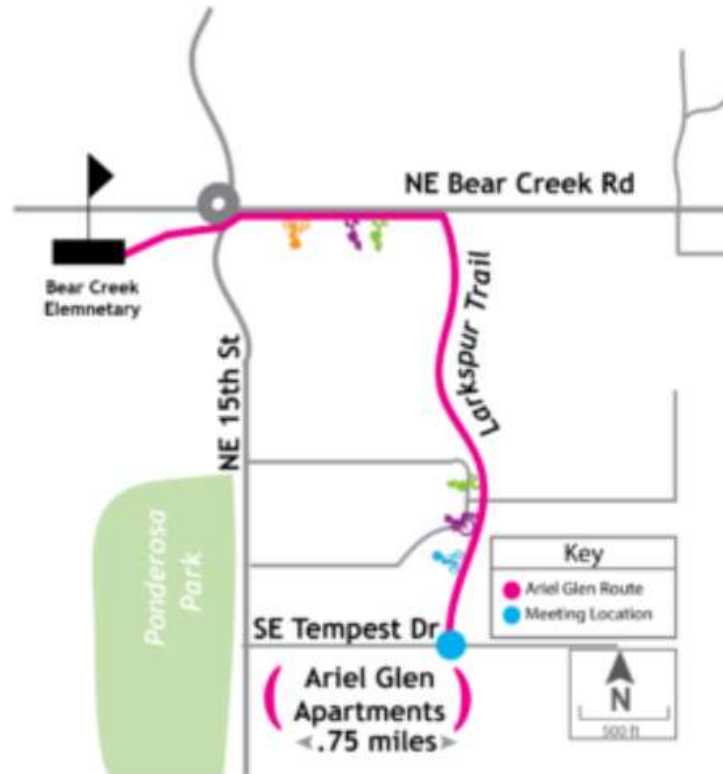 NE Bear Creek Rd
Bear Creek
Elemnetary
Larkspur Trail
NE 15th St
Ponderosa
Park
Key
Ariel Glen Route
Meeting Location
SE Tempest Dr
Ariel Glen
Apartments
.75 miles
N
500 ft